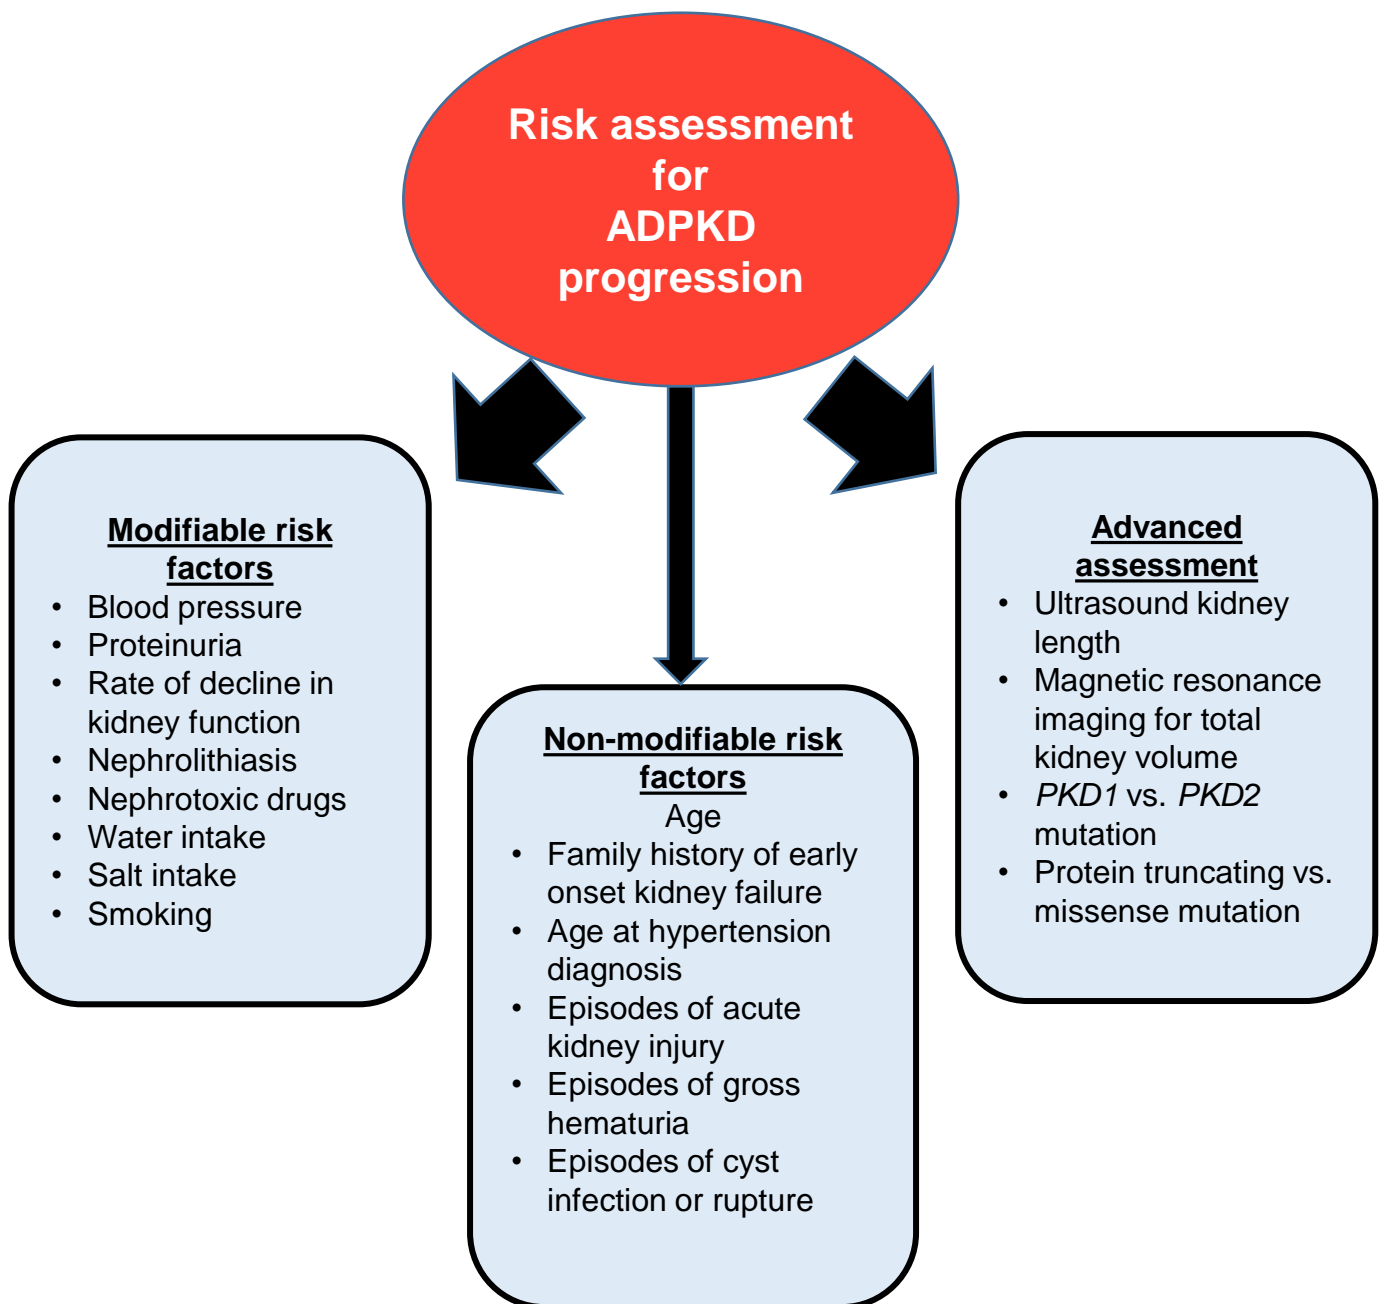 Risk assessment
for
ADPKD
progression
Modifiable risk
factors
• Blood pressure
• Proteinuria
• Rate of decline in
kidney function
• Nephrolithiasis
• Nephrotoxic drugs
• Water intake
• Salt intake
• Smoking
Non-modifiable risk
factors
Age
• Family history of early
onset kidney failure
• Age at hypertension
diagnosis
• Episodes of acute
kidney injury
• Episodes of gross
hematuria
• Episodes of cyst
infection or rupture
Advanced
assessment
• Ultrasound kidney
length
• Magnetic resonance
imaging for total
kidney volume
• PKD1 vs. PKD2
mutation
• Protein truncating vs.
missense mutation